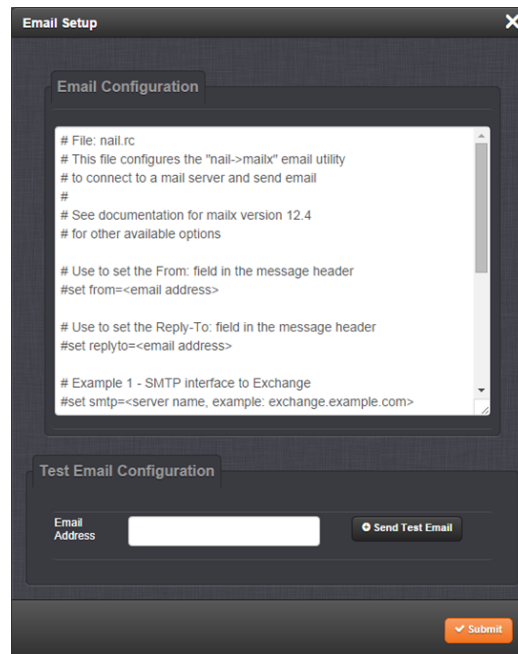 Email Setup
Email Configuration
# File: nail.rc
# This file configures the "nail->mailx" email utility
# to connect to a mail server and send email
#
# See documentation for mailx version 12.4
# for other available options
# Use to set the From: field in the message header
#set from=<email address>
# Use to set the Reply-To: field in the message header
#set replyto=<email address>
# Example 1 - SMTP interface to Exchange
#set smtp=<server name, example: exchange.example.com>
Test Email Configuration
Email
Address
Send Test Email
Submit